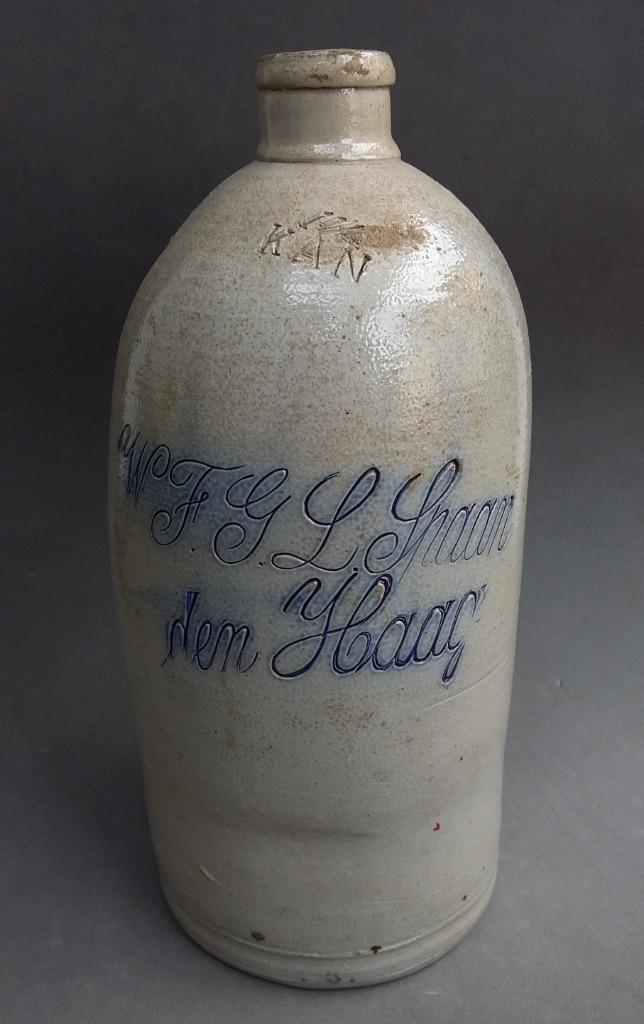 KAN
W. F. G. L. Spaan
den Haag